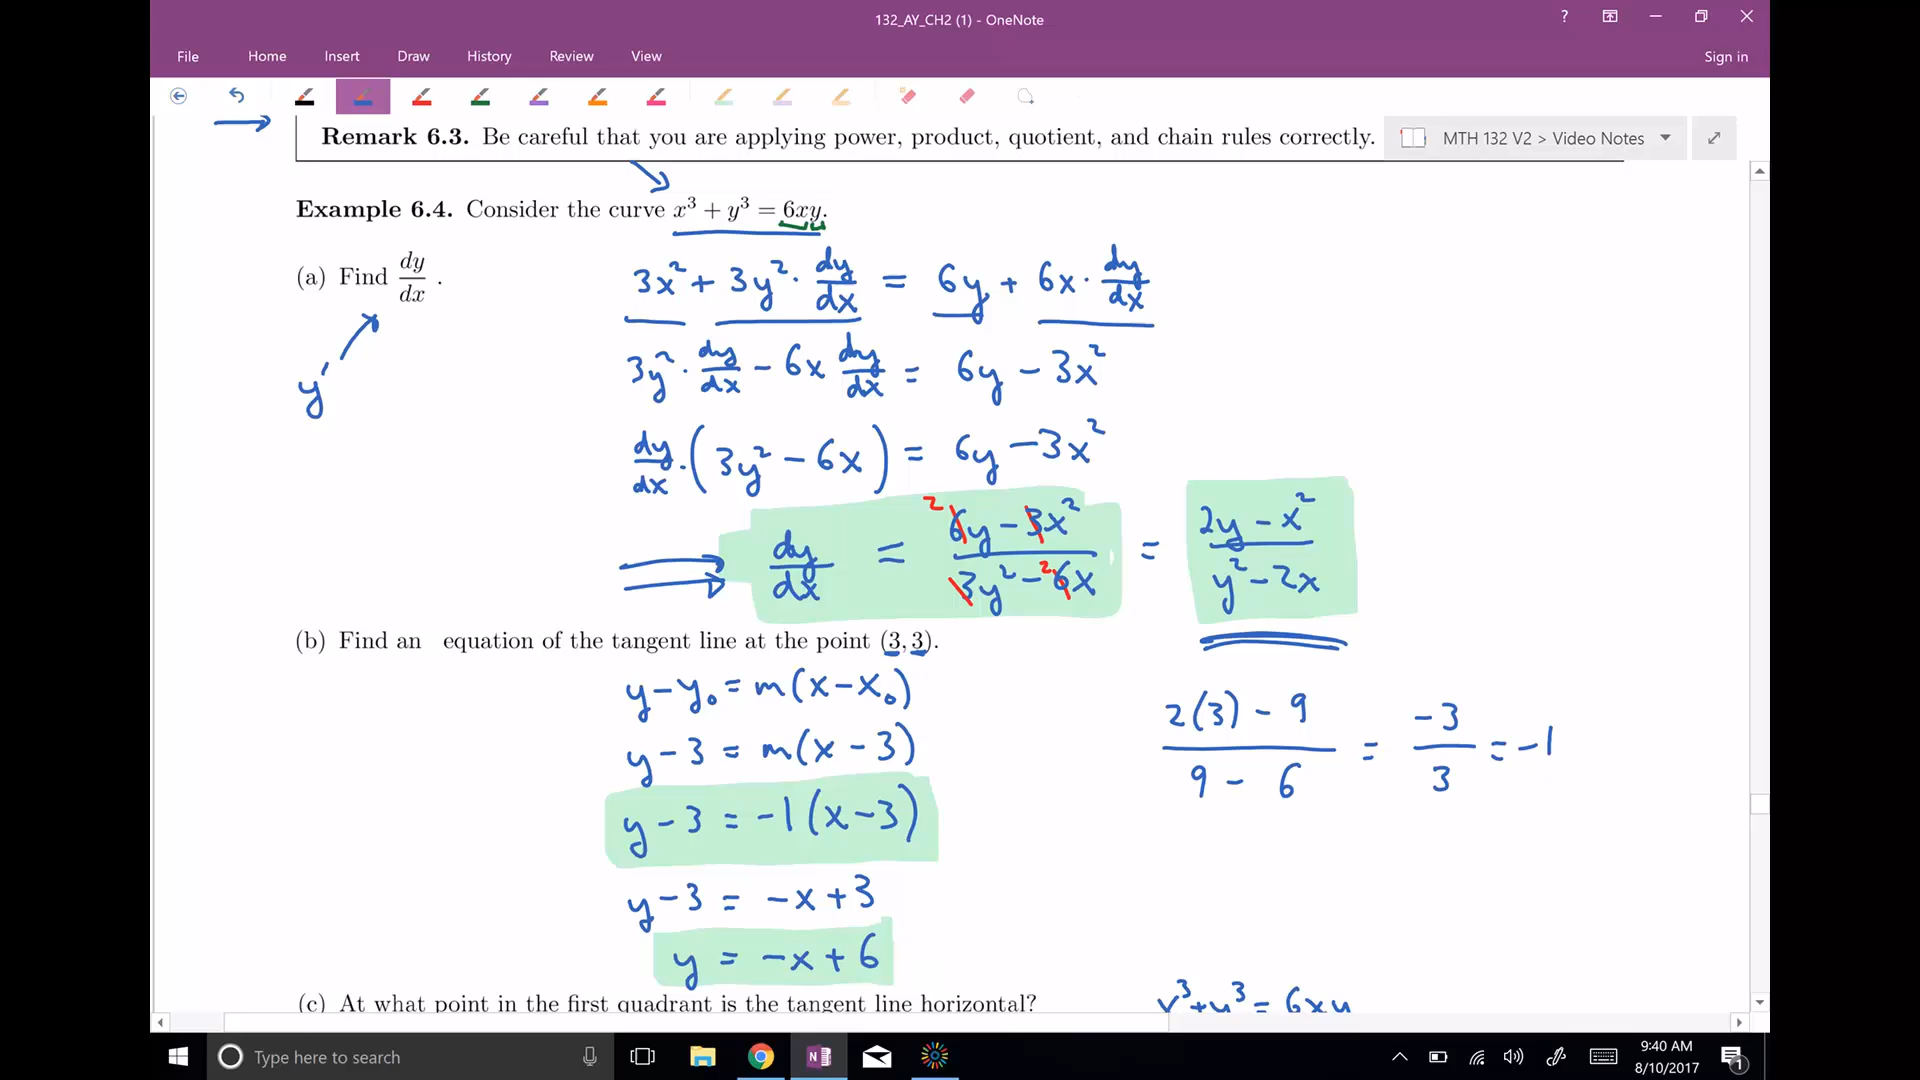 132_AY_CH2 (1) - OneNote
?
File Home Insert Draw History Review View Sign in
Remark 6.3. Be careful that you are applying power, product, quotient, and chain rules correctly.
MTH 132 V2 > Video Notes
Example 6.4. Consider the curve x³ + y³ = 6xy.
(a) Find dy/dx .
y'
3x² + 3y² · dy/dx = 6y + 6x · dy/dx
3y² · dy/dx - 6x dy/dx = 6y - 3x²
dy/dx · (3y² - 6x) = 6y - 3x²
dy/dx = (6y - 3x²)/(3y² - 6x) = (2y - x²)/(y² - 2x)
2
2
(b) Find an equation of the tangent line at the point (3, 3).
y - y₀ = m(x - x₀)
y - 3 = m(x - 3)
(2(3) - 9)/(9 - 6) = -3/3 = -1
y - 3 = -1(x - 3)
y - 3 = -x + 3
y = -x + 6
(c) At what point in the first quadrant is the tangent line horizontal?
x³ + y³ = 6xy
Type here to search
N
9:40 AM
8/10/2017
1